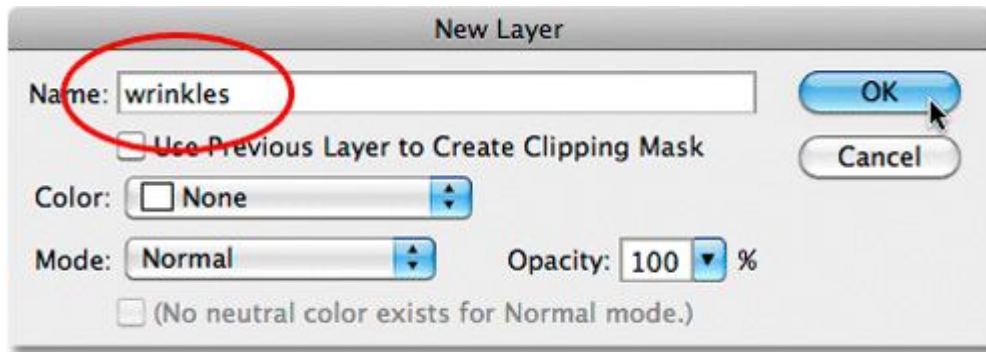 New Layer
Name: wrinkles
OK
Use Previous Layer to Create Clipping Mask
Cancel
Color: None
Mode: Normal Opacity: 100 %
(No neutral color exists for Normal mode.)